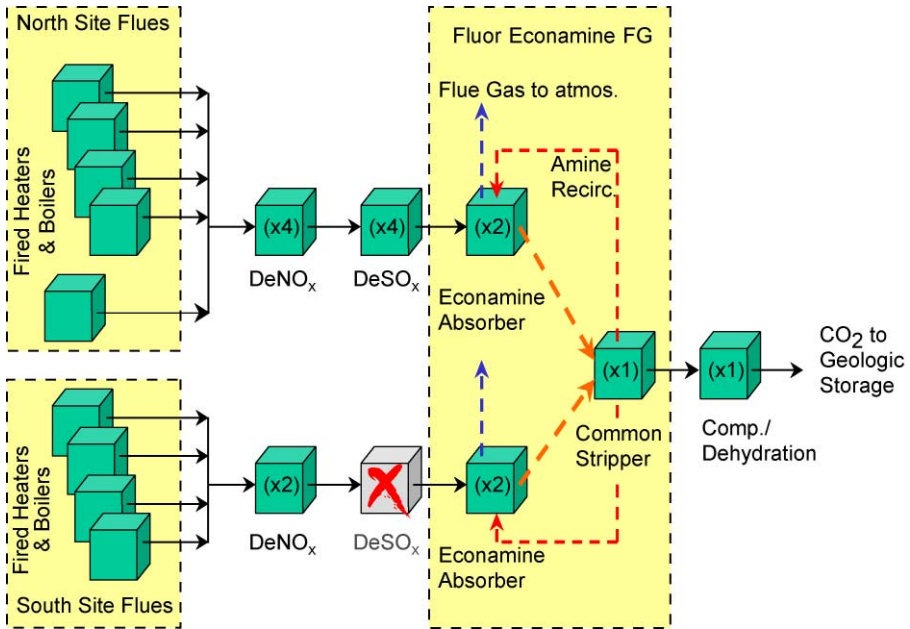 North Site Flues
Fired Heaters
& Boilers
(x4)
DeNOₓ
(x4)
DeSOₓ
Fluor Econamine FG
Flue Gas to atmos.
Amine
Recirc.
(x2)
Econamine
Absorber
(x1)
Common
Stripper
(x1)
Comp./
Dehydration
CO₂ to
Geologic
Storage
Fired Heaters
& Boilers
South Site Flues
(x2)
DeNOₓ
DeSOₓ
(x2)
Econamine
Absorber